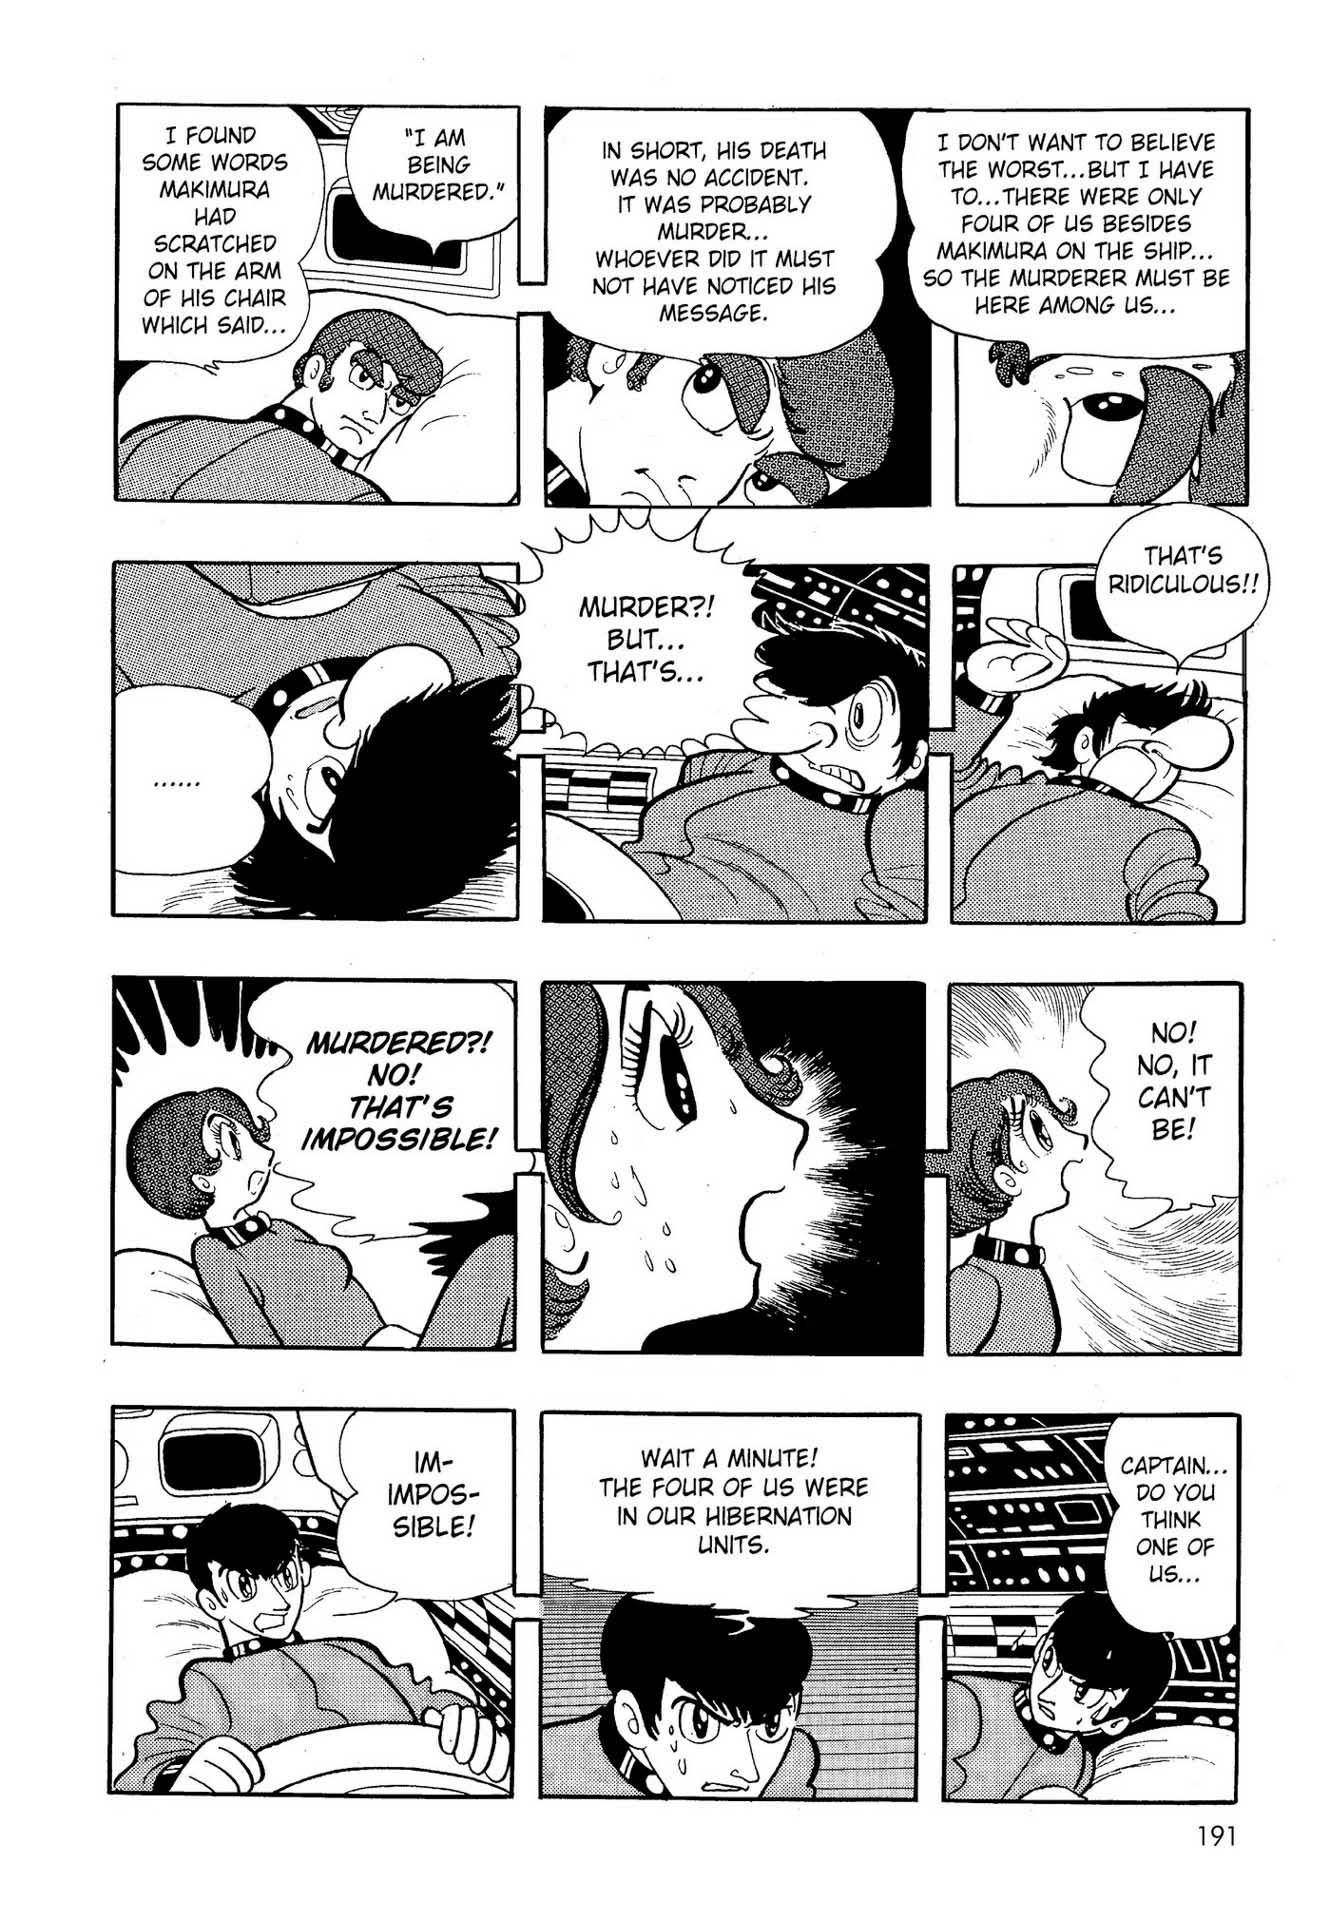 I FOUND
SOME WORDS
MAKIMURA
HAD
SCRATCHED
ON THE ARM
OF HIS CHAIR
WHICH SAID...
"I AM
BEING
MURDERED."
IN SHORT, HIS DEATH
WAS NO ACCIDENT.
IT WAS PROBABLY
MURDER...
WHOEVER DID IT MUST
NOT HAVE NOTICED HIS
MESSAGE.
I DON'T WANT TO BELIEVE
THE WORST...BUT I HAVE
TO...THERE WERE ONLY
FOUR OF US BESIDES
MAKIMURA ON THE SHIP...
SO THE MURDERER MUST BE
HERE AMONG US...
......
MURDER?!
BUT...
THAT'S...
THAT'S
RIDICULOUS!!
MURDERED?!
NO!
THAT'S
IMPOSSIBLE!
NO!
NO, IT
CAN'T
BE!
IM-
IMPOS-
SIBLE!
WAIT A MINUTE!
THE FOUR OF US WERE
IN OUR HIBERNATION
UNITS.
CAPTAIN...
DO YOU
THINK
ONE OF
US...
191